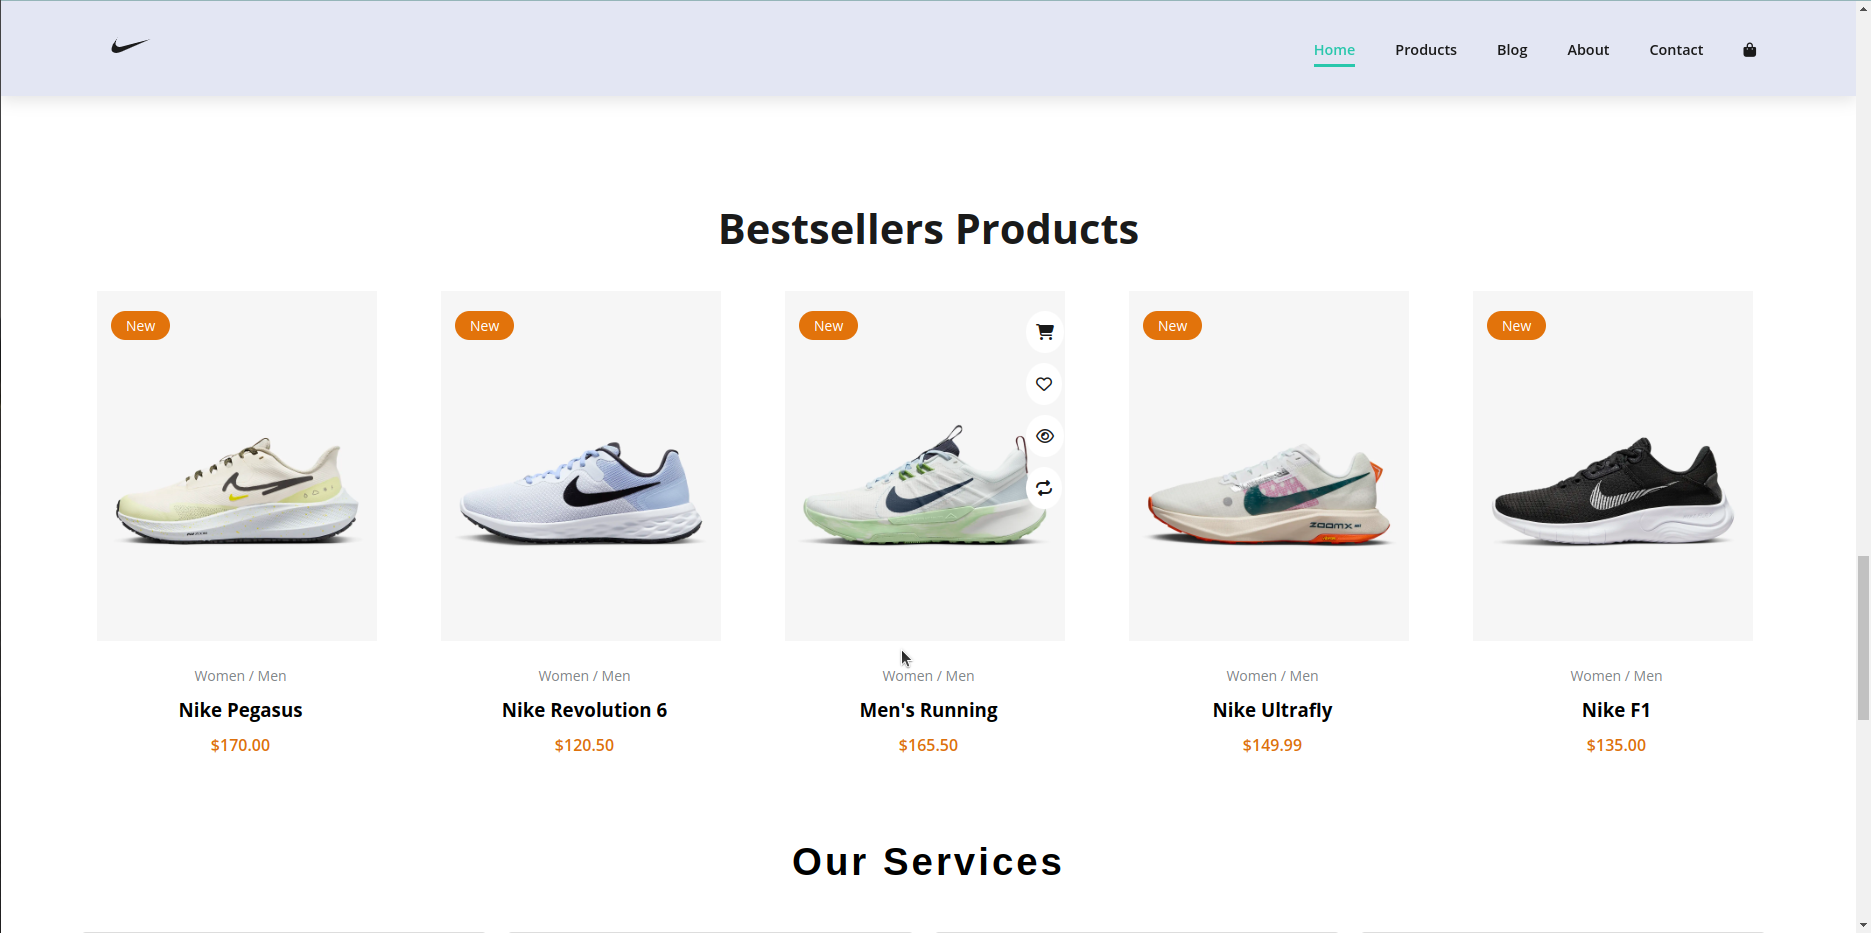 Home Products Blog About Contact
Bestsellers Products
New New New New New
ZOOMX
Women / Men Women / Men Women / Men Women / Men Women / Men
Nike Pegasus Nike Revolution 6 Men's Running Nike Ultrafly Nike F1
$170.00 $120.50 $165.50 $149.99 $135.00
Our Services